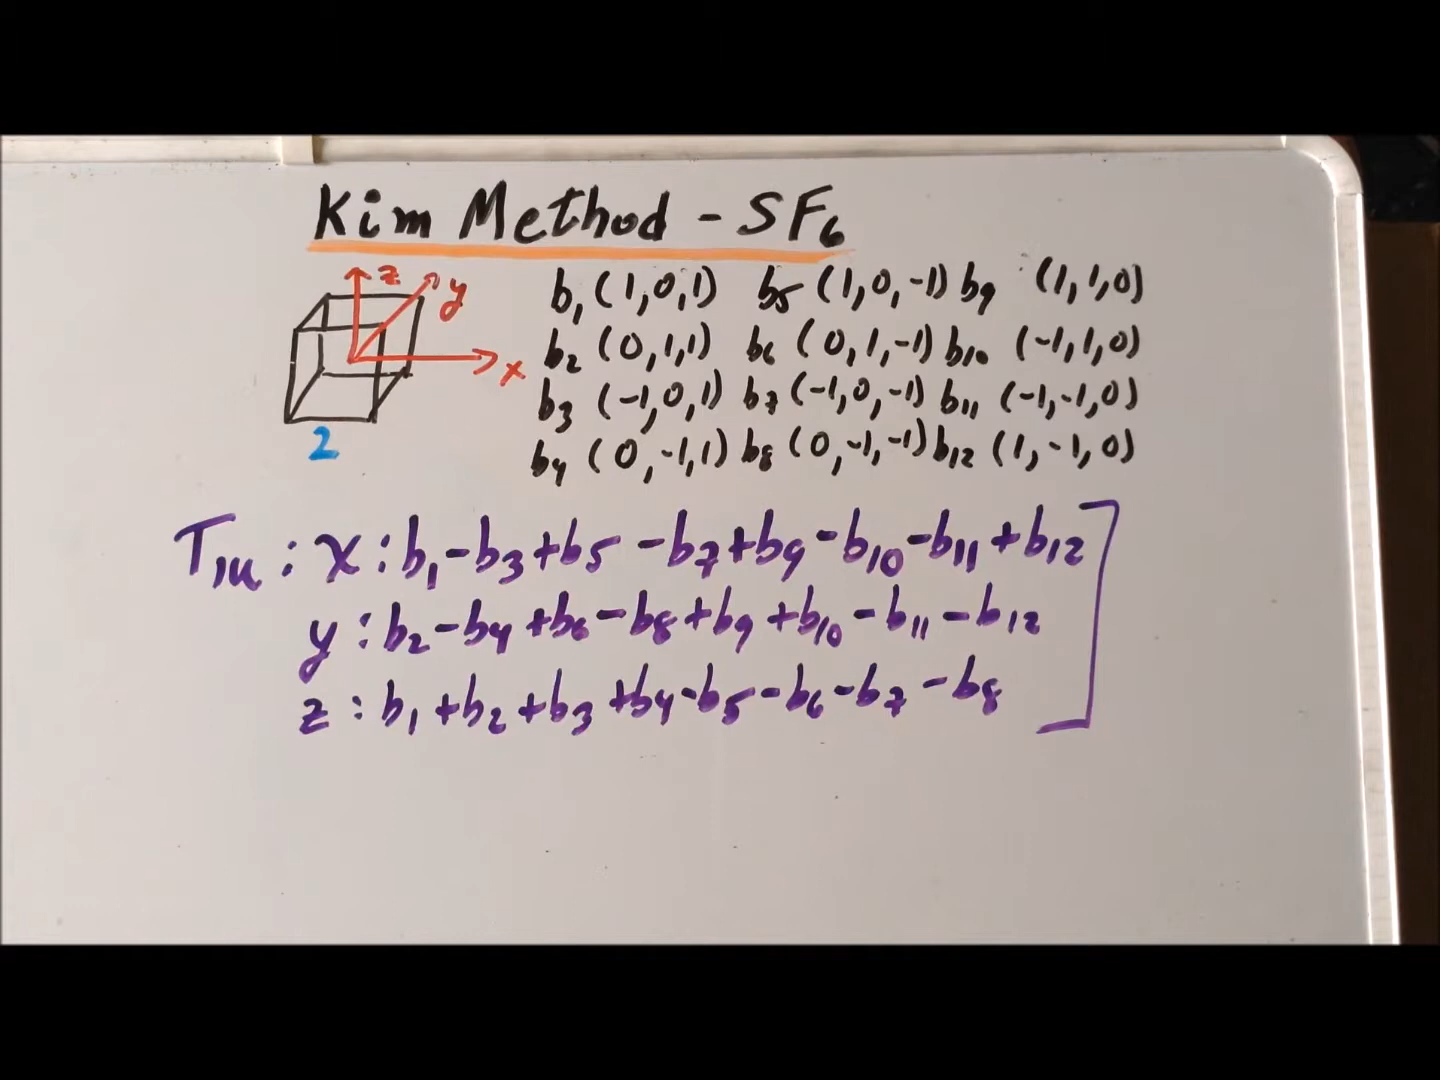 Kim Method - SF₆
z
y
x
2
b₁ (1,0,1) b₅ (1,0,-1) b₉ (1,1,0)
b₂ (0,1,1) b₆ (0,1,-1) b₁₀ (-1,1,0)
b₃ (-1,0,1) b₇ (-1,0,-1) b₁₁ (-1,-1,0)
b₄ (0,-1,1) b₈ (0,-1,-1) b₁₂ (1,-1,0)
T₁ᵤ : x : b₁ - b₃ + b₅ - b₇ + b₉ - b₁₀ - b₁₁ + b₁₂
y : b₂ - b₄ + b₆ - b₈ + b₉ + b₁₀ - b₁₁ - b₁₂
z : b₁ + b₂ + b₃ + b₄ - b₅ - b₆ - b₇ - b₈